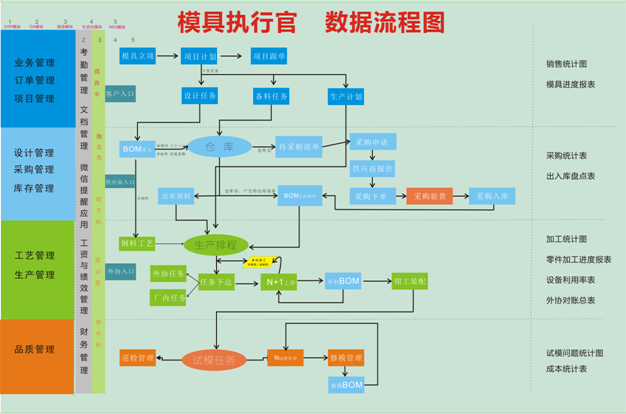 模具执行官 数据流程图
1 2 3 4 5
1 2 3 4 5
业务管理
订单管理
项目管理
设计管理
采购管理
库存管理
工艺管理
生产管理
品质管理
考勤管理
文档管理
微信提醒应用
工资与绩效管理
财务管理
客户入口
供应商入口
外协入口
模具立项
项目计划
项目跟单
设计任务
备料任务
生产计划
BOM
仓 库
待采购清单
采购申请
供应商报价
采购下单
采购验货
采购入库
出库领料
BOM
钢料工艺
生产排程
外协任务
厂内任务
任务下达
N+1工序
BOM
钳工装配
巡检管理
试模任务
修模管理
BOM
销售统计图
模具进度报表
采购统计表
出入库盘点表
加工统计图
零件加工进度报表
设备利用率表
外协对账总表
试模问题统计图
成本统计表